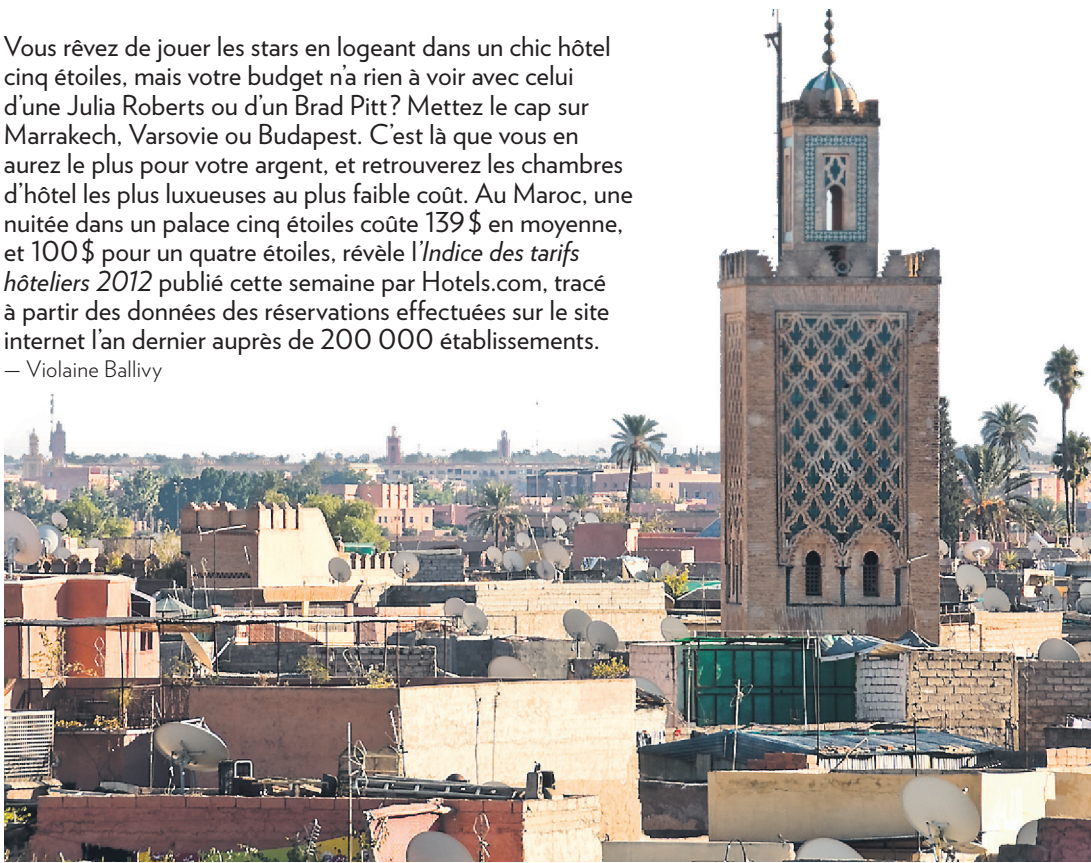 Vous rêvez de jouer les stars en logeant dans un chic hôtel
cinq étoiles, mais votre budget n’a rien à voir avec celui
d’une Julia Roberts ou d’un Brad Pitt? Mettez le cap sur
Marrakech, Varsovie ou Budapest. C’est là que vous en
aurez le plus pour votre argent, et retrouverez les chambres
d’hôtel les plus luxueuses au plus faible coût. Au Maroc, une
nuitée dans un palace cinq étoiles coûte 139 $ en moyenne,
et 100 $ pour un quatre étoiles, révèle l’Indice des tarifs
hôteliers 2012 publié cette semaine par Hotels.com, tracé
à partir des données des réservations effectuées sur le site
internet l’an dernier auprès de 200 000 établissements.
— Violaine Ballivy